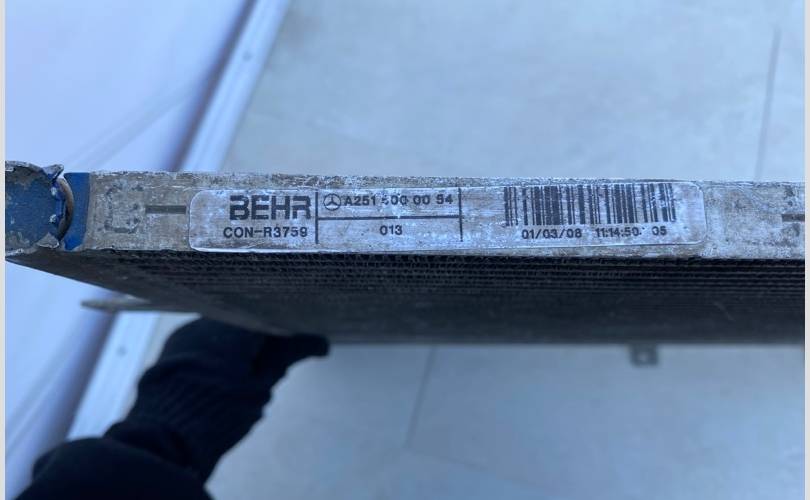 BEHR
CON-R3759
A251 500 00 54
013
01/03/08 11:14:50 05